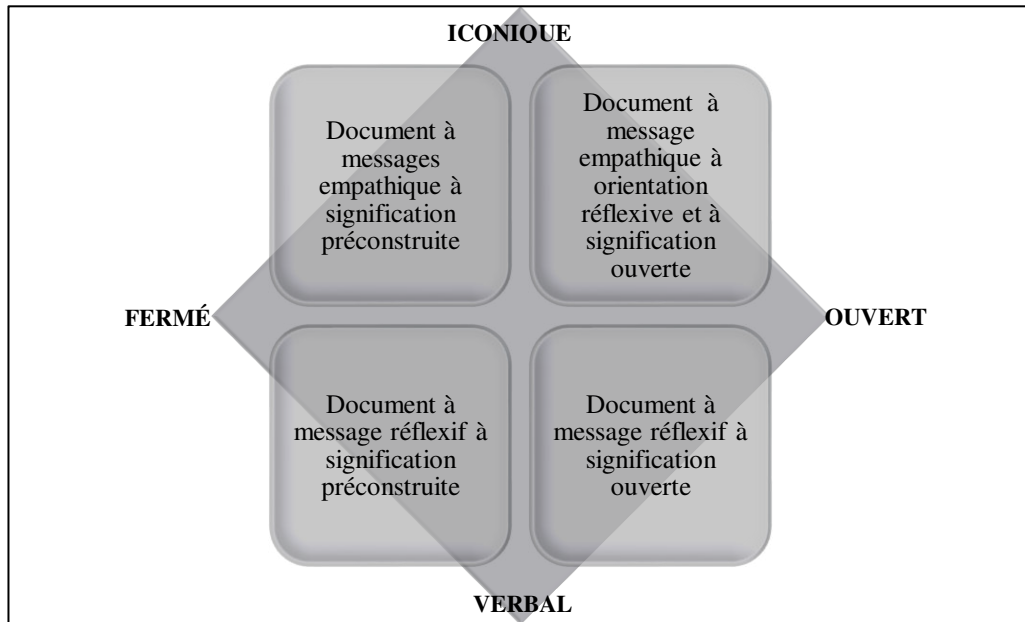 ICONIQUE
Document à
messages
empathique à
signification
préconstruite
Document à
message
empathique à
orientation
réflexive et à
signification
ouverte
FERMÉ
OUVERT
Document à
message réflexif à
signification
préconstruite
Document à
message réflexif à
signification
ouverte
VERBAL